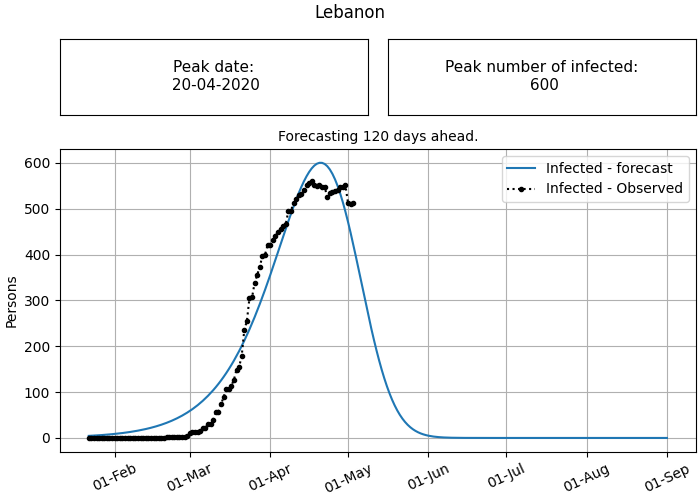 Lebanon
Peak date:
20-04-2020
Peak number of infected:
600
Forecasting 120 days ahead.
Infected - forecast
Infected - Observed
600
500
400
300
200
100
0
Persons
01-Feb
01-Mar
01-Apr
01-May
01-Jun
01-Jul
01-Aug
01-Sep